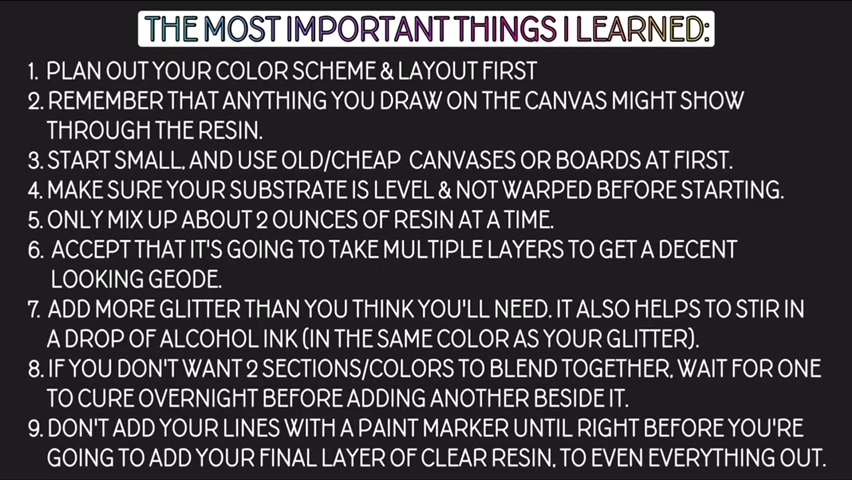 THE MOST IMPORTANT THINGS I LEARNED:
1. PLAN OUT YOUR COLOR SCHEME & LAYOUT FIRST
2. REMEMBER THAT ANYTHING YOU DRAW ON THE CANVAS MIGHT SHOW
THROUGH THE RESIN.
3. START SMALL, AND USE OLD/CHEAP CANVASES OR BOARDS AT FIRST.
4. MAKE SURE YOUR SUBSTRATE IS LEVEL & NOT WARPED BEFORE STARTING.
5. ONLY MIX UP ABOUT 2 OUNCES OF RESIN AT A TIME.
6. ACCEPT THAT IT'S GOING TO TAKE MULTIPLE LAYERS TO GET A DECENT
LOOKING GEODE.
7. ADD MORE GLITTER THAN YOU THINK YOU'LL NEED. IT ALSO HELPS TO STIR IN
A DROP OF ALCOHOL INK (IN THE SAME COLOR AS YOUR GLITTER).
8. IF YOU DON'T WANT 2 SECTIONS/COLORS TO BLEND TOGETHER, WAIT FOR ONE
TO CURE OVERNIGHT BEFORE ADDING ANOTHER BESIDE IT.
9. DON'T ADD YOUR LINES WITH A PAINT MARKER UNTIL RIGHT BEFORE YOU'RE
GOING TO ADD YOUR FINAL LAYER OF CLEAR RESIN, TO EVEN EVERYTHING OUT.